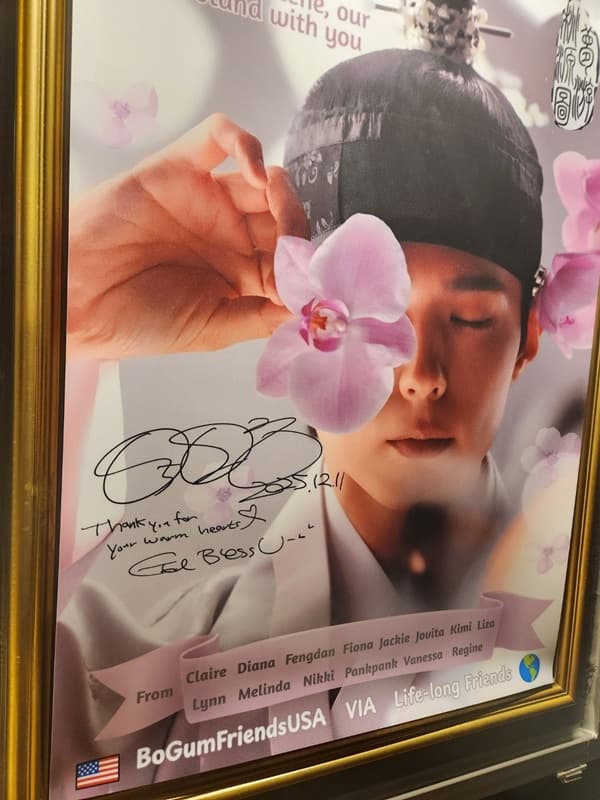 our
stand with you
2025.12.11
Thank you for
your warm hearts♡
God Bless U~
From Claire Diana Fengdan Fiona Jackie Jovita Kimi Liza
Lynn Melinda Nikki Pankpank Vanessa Regine
BoGumFriendsUSA VIA Life-long Friends